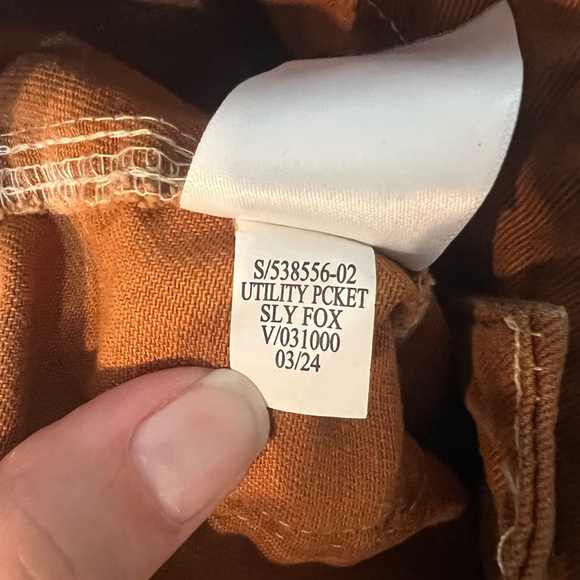 S/538556-02
UTILITY PCKET
SLY FOX
V/031000
03/24